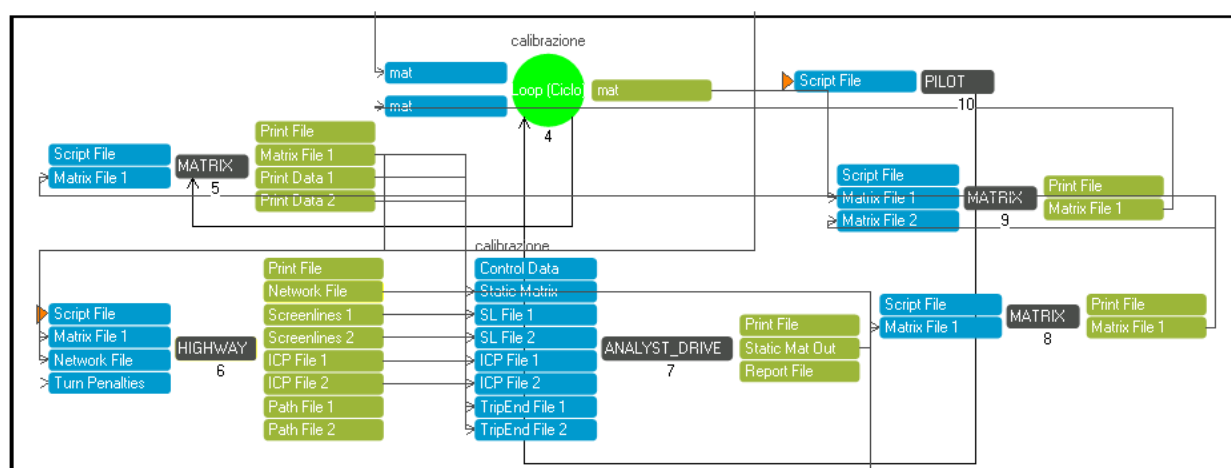 calibrazione
mat
mat
Loop (Ciclo)
mat
4
Script File
PILOT
10
Script File
Matrix File 1
MATRIX
5
Print File
Matrix File 1
Print Data 1
Print Data 2
Script File
Matrix File 1
Matrix File 2
MATRIX
9
Print File
Matrix File 1
Script File
Matrix File 1
Network File
Turn Penalties
HIGHWAY
6
Print File
Network File
Screenlines 1
Screenlines 2
ICP File 1
ICP File 2
Path File 1
Path File 2
calibrazione
Control Data
Static Matrix
SL File 1
SL File 2
ICP File 1
ICP File 2
TripEnd File 1
TripEnd File 2
ANALYST_DRIVE
7
Print File
Static Mat Out
Report File
Script File
Matrix File 1
MATRIX
8
Print File
Matrix File 1